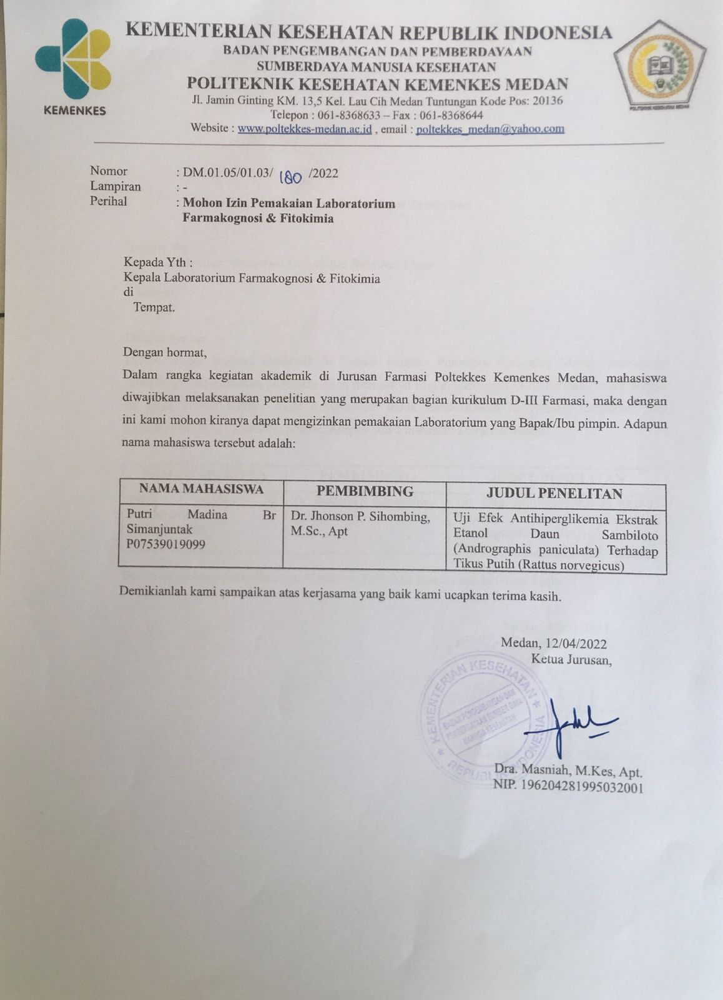 KEMENKES
KEMENTERIAN KESEHATAN REPUBLIK INDONESIA
BADAN PENGEMBANGAN DAN PEMBERDAYAAN
SUMBERDAYA MANUSIA KESEHATAN
POLITEKNIK KESEHATAN KEMENKES MEDAN
Jl. Jamin Ginting KM. 13,5 Kel. Lau Cih Medan Tuntungan Kode Pos: 20136
Telepon : 061-8368633 – Fax : 061-8368644
Website : www.poltekkes-medan.ac.id , email : poltekkes_medan@yahoo.com
POLITEKNIK KESEHATAN MEDAN
Nomor : DM.01.05/01.03/ 180 /2022
Lampiran : -
Perihal : Mohon Izin Pemakaian Laboratorium
Farmakognosi & Fitokimia
Kepada Yth :
Kepala Laboratorium Farmakognosi & Fitokimia
di
Tempat.
Dengan hormat,
Dalam rangka kegiatan akademik di Jurusan Farmasi Poltekkes Kemenkes Medan, mahasiswa
diwajibkan melaksanakan penelitian yang merupakan bagian kurikulum D-III Farmasi, maka dengan
ini kami mohon kiranya dapat mengizinkan pemakaian Laboratorium yang Bapak/Ibu pimpin. Adapun
nama mahasiswa tersebut adalah:
NAMA MAHASISWA PEMBIMBING JUDUL PENELITAN
Putri Madina Br
Simanjuntak
P07539019099
Dr. Jhonson P. Sihombing,
M.Sc., Apt
Uji Efek Antihiperglikemia Ekstrak
Etanol Daun Sambiloto
(Andrographis paniculata) Terhadap
Tikus Putih (Rattus norvegicus)
Demikianlah kami sampaikan atas kerjasama yang baik kami ucapkan terima kasih.
Medan, 12/04/2022
Ketua Jurusan,
KEMENTERIAN KESEHATAN
REPUBLIK INDONESIA
BADAN PENGEMBANGAN DAN
PEMBERDAYAAN SUMBER DAYA
MANUSIA KESEHATAN
Dra. Masniah, M.Kes, Apt.
NIP. 196204281995032001